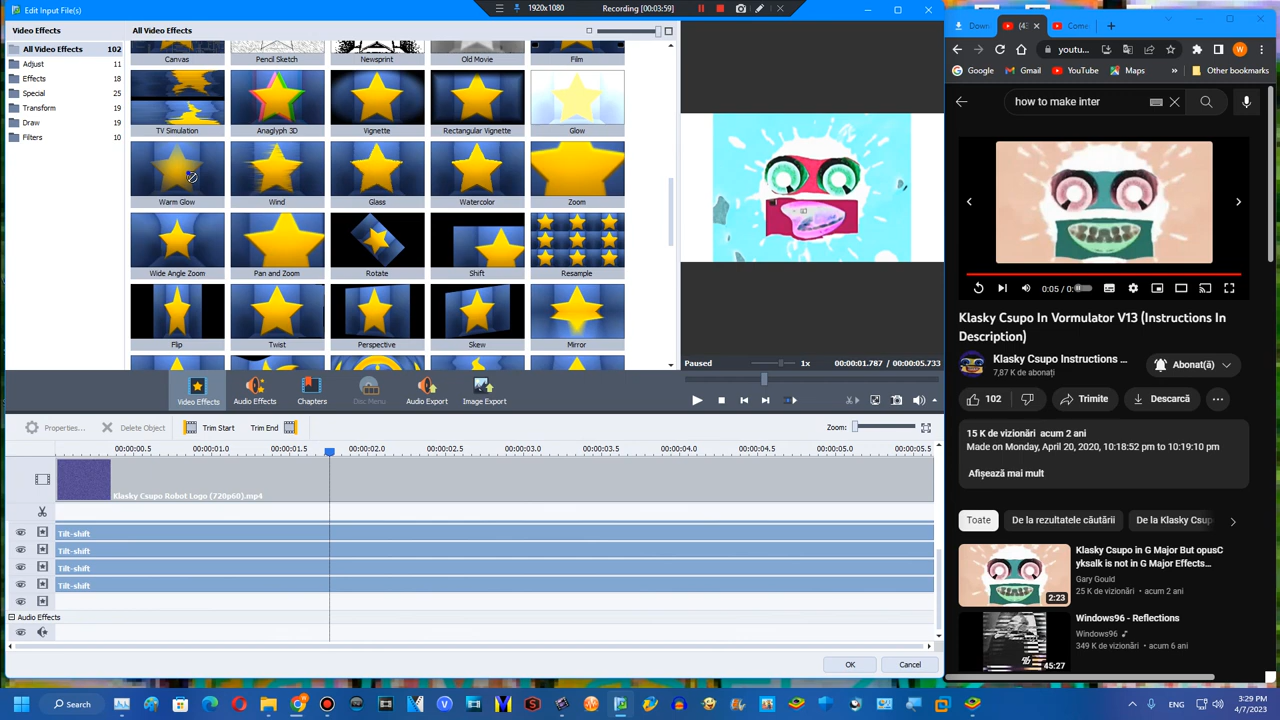 Edit Input File(s)
1920x1080
Recording [00:03:59]
Video Effects
All Video Effects 102
Adjust 11
Effects 18
Special 25
Transform 19
Draw 19
Filters 10
All Video Effects
Canvas
Pencil Sketch
Newsprint
Old Movie
Film
TV Simulation
Anaglyph 3D
Vignette
Rectangular Vignette
Glow
Warm Glow
Wind
Glass
Watercolor
Zoom
Wide Angle Zoom
Pan and Zoom
Rotate
Shift
Resample
Flip
Twist
Perspective
Skew
Mirror
Paused
1x
00:00:01.787 / 00:00:05.733
Video Effects
Audio Effects
Chapters
Disc Menu
Audio Export
Image Export
Properties...
Delete Object
Trim Start
Trim End
Zoom:
00:00:00.5
00:00:01.0
00:00:01.5
00:00:02.0
00:00:02.5
00:00:03.0
00:00:03.5
00:00:04.0
00:00:04.5
00:00:05.0
00:00:05.5
Klasky Csupo Robot Logo (720p60).mp4
Tilt-shift
Tilt-shift
Tilt-shift
Tilt-shift
Audio Effects
OK
Cancel
Down
(4:
Come
youtu...
W
Google
Gmail
YouTube
Maps
»
Other bookmarks
how to make inter
0:05 / 0:05
Klasky Csupo In Vormulator V13 (Instructions In
Description)
Klasky Csupo Instructions ...
7,87 K de abonați
Abonat(ă)
102
Trimite
Descarcă
15 K de vizionări acum 2 ani
Made on Monday, April 20, 2020, 10:18:52 pm to 10:19:10 pm
Afișează mai mult
Toate
De la rezultatele căutării
De la Klasky Csup
Klasky Csupo in G Major But opusC
yksalk is not in G Major Effects...
Gary Gould
25 K de vizionări • acum 2 ani
2:23
Windows96 - Reflections
Windows96
349 K de vizionări • acum 6 ani
45:27
Search
ENG
3:29 PM
4/7/2023